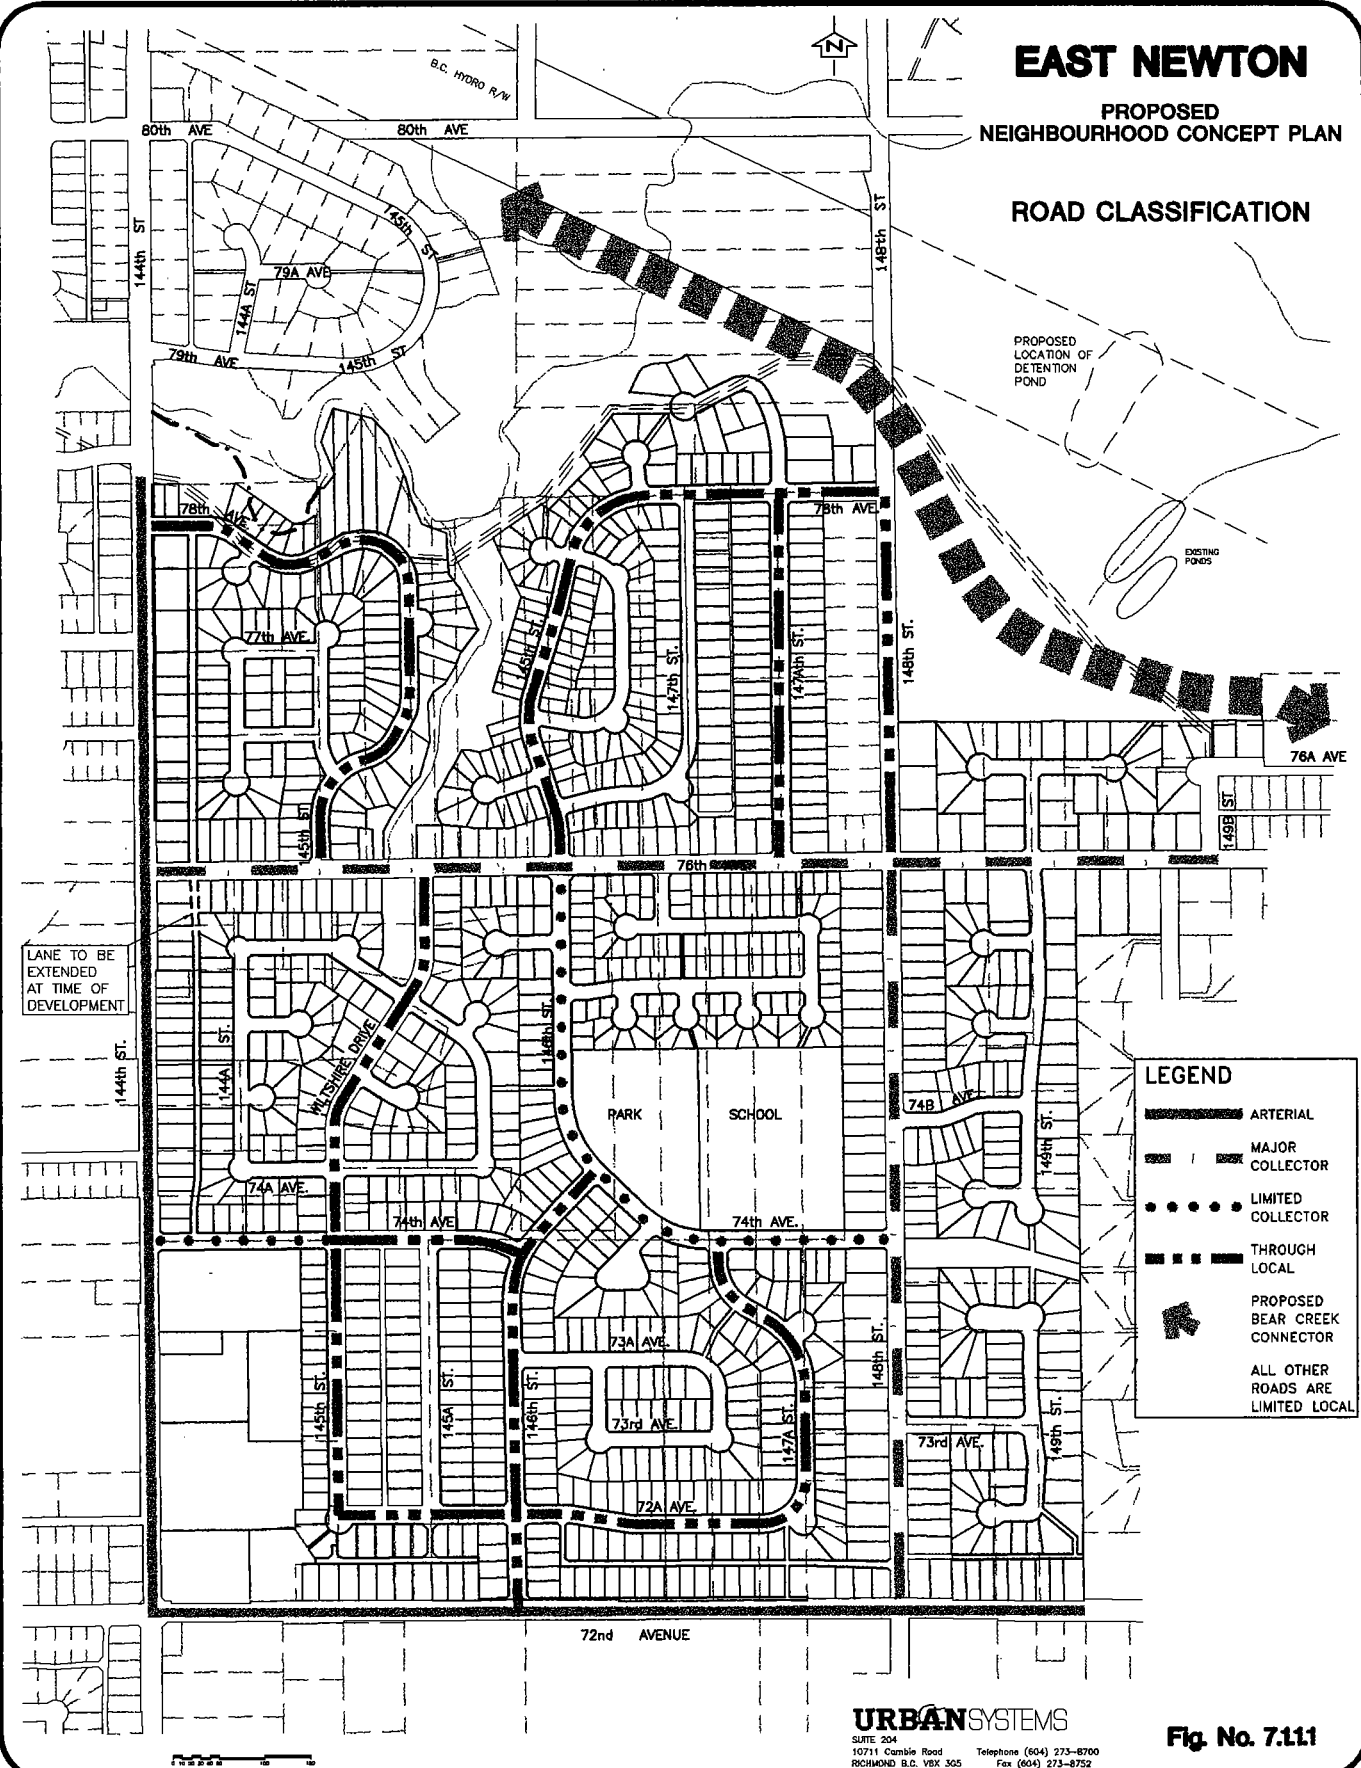 EAST NEWTON
PROPOSED
NEIGHBOURHOOD CONCEPT PLAN
ROAD CLASSIFICATION
N
B.C. HYDRO R/W
80th AVE
80th AVE
144th ST
145th ST
148th ST
79A AVE
144A ST
79th AVE
145th ST
PROPOSED
LOCATION OF
DETENTION
POND
EXISTING
PONDS
78th AVE.
78th AVE.
77th AVE.
147th ST.
147Ath ST.
148th ST.
76A AVE
149B ST
145th ST.
76th
LANE TO BE
EXTENDED
AT TIME OF
DEVELOPMENT
144th ST.
144A ST.
WILTSHIRE DRIVE
146th ST.
PARK
SCHOOL
74B AVE.
149th ST.
74A AVE.
74th AVE
74th AVE.
LEGEND
ARTERIAL
MAJOR
COLLECTOR
LIMITED
COLLECTOR
THROUGH
LOCAL
PROPOSED
BEAR CREEK
CONNECTOR
ALL OTHER
ROADS ARE
LIMITED LOCAL
73A AVE.
148th ST.
145th ST.
145A ST.
146th ST.
73rd AVE.
147A ST.
73rd AVE.
149th ST.
72A AVE.
72nd AVENUE
URBANSYSTEMS
SUITE 204
10711 Cambie Road Telephone (604) 273-8700
RICHMOND B.C. V6X 3G5 Fax (604) 273-8752
Fig. No. 7.1.1.1